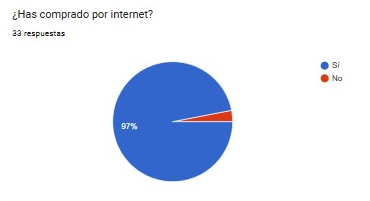 ¿Has comprado por internet?
33 respuestas
Sí
No
97%